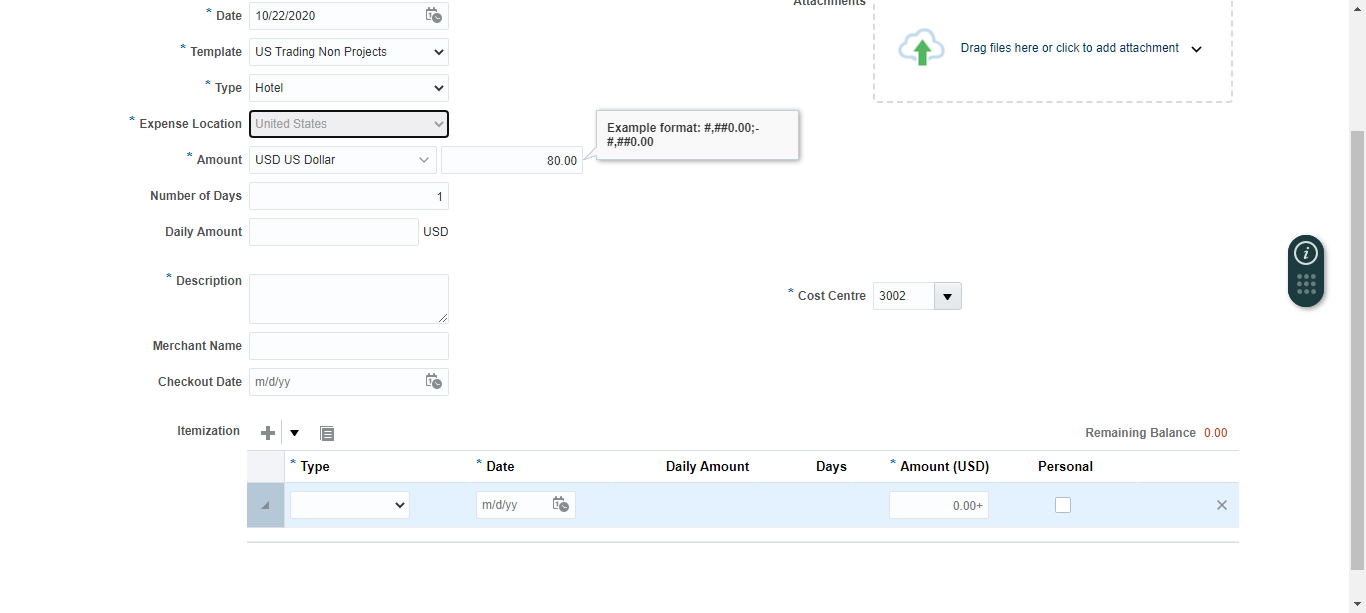 Attachments
* Date 10/22/2020
* Template US Trading Non Projects
Drag files here or click to add attachment
* Type Hotel
* Expense Location United States
Example format: #,##0.00;-
#,##0.00
* Amount USD US Dollar 80.00
Number of Days 1
Daily Amount USD
* Description
* Cost Centre 3002
Merchant Name
Checkout Date m/d/yy
Itemization
Remaining Balance 0.00
* Type * Date Daily Amount Days * Amount (USD) Personal
m/d/yy 0.00+